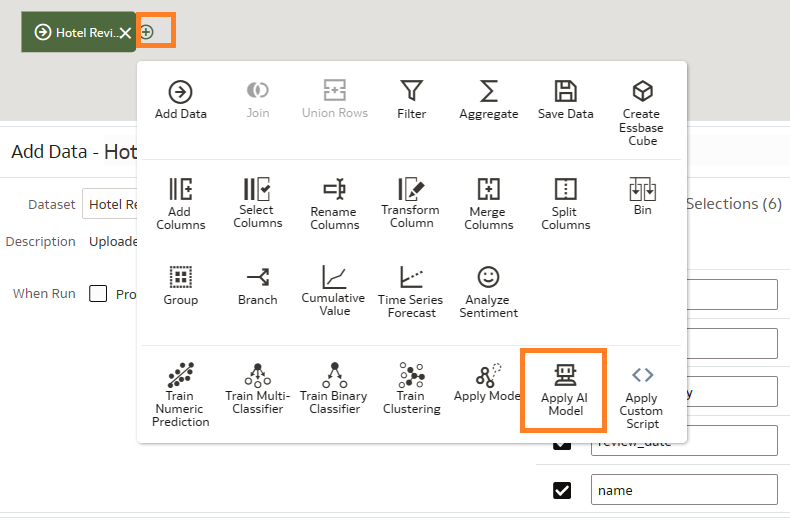 Hotel Revi..
Add Data
Join
Union Rows
Filter
Aggregate
Save Data
Create
Essbase
Cube
Add Data - Hot
Dataset
Hotel Re
Selections (6)
Add
Columns
Select
Columns
Rename
Columns
Transform
Column
Merge
Columns
Split
Columns
Bin
Description
Uploade
When Run
Pro
Group
Branch
Cumulative
Value
Time Series
Forecast
Analyze
Sentiment
Train
Numeric
Prediction
Train Multi-
Classifier
Train Binary
Classifier
Train
Clustering
Apply Mode
Apply AI
Model
Apply
Custom
Script
y
review_date
name